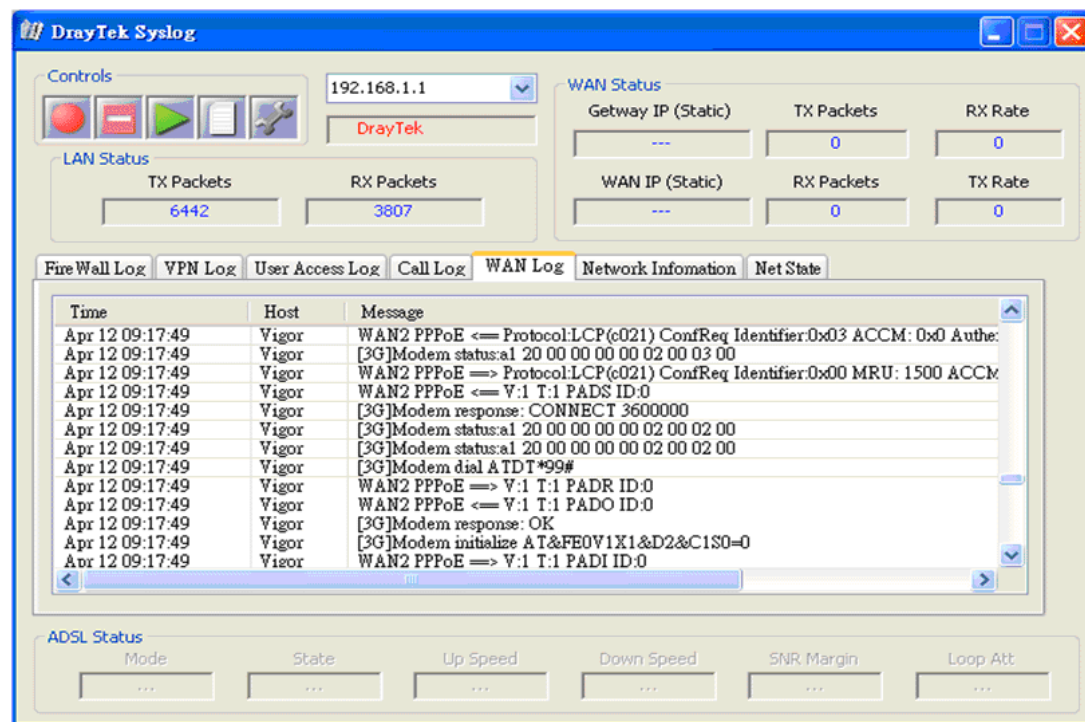 DrayTek Syslog
Controls
192.168.1.1
DrayTek
WAN Status
Getway IP (Static) TX Packets RX Rate
--- 0 0
WAN IP (Static) RX Packets TX Rate
--- 0 0
LAN Status
TX Packets RX Packets
6442 3807
Fire Wall Log VPN Log User Access Log Call Log WAN Log Network Infomation Net State
Time Host Message
Apr 12 09:17:49 Vigor WAN2 PPPoE <== Protocol:LCP(c021) ConfReq Identifier:0x03 ACCM: 0x0 Authe:
Apr 12 09:17:49 Vigor [3G]Modem status:a1 20 00 00 00 00 02 00 03 00
Apr 12 09:17:49 Vigor WAN2 PPPoE ==> Protocol:LCP(c021) ConfReq Identifier:0x00 MRU: 1500 ACCM
Apr 12 09:17:49 Vigor WAN2 PPPoE <== V:1 T:1 PADS ID:0
Apr 12 09:17:49 Vigor [3G]Modem response: CONNECT 3600000
Apr 12 09:17:49 Vigor [3G]Modem status:a1 20 00 00 00 00 02 00 02 00
Apr 12 09:17:49 Vigor [3G]Modem status:a1 20 00 00 00 00 02 00 02 00
Apr 12 09:17:49 Vigor [3G]Modem dial ATDT*99#
Apr 12 09:17:49 Vigor WAN2 PPPoE ==> V:1 T:1 PADR ID:0
Apr 12 09:17:49 Vigor WAN2 PPPoE <== V:1 T:1 PADO ID:0
Apr 12 09:17:49 Vigor [3G]Modem response: OK
Apr 12 09:17:49 Vigor [3G]Modem initialize AT&FE0V1X1&D2&C1S0=0
Apr 12 09:17:49 Vigor WAN2 PPPoE ==> V:1 T:1 PADI ID:0
ADSL Status
Mode State Up Speed Down Speed SNR Margin Loop Att
... ... ... ... ... ...